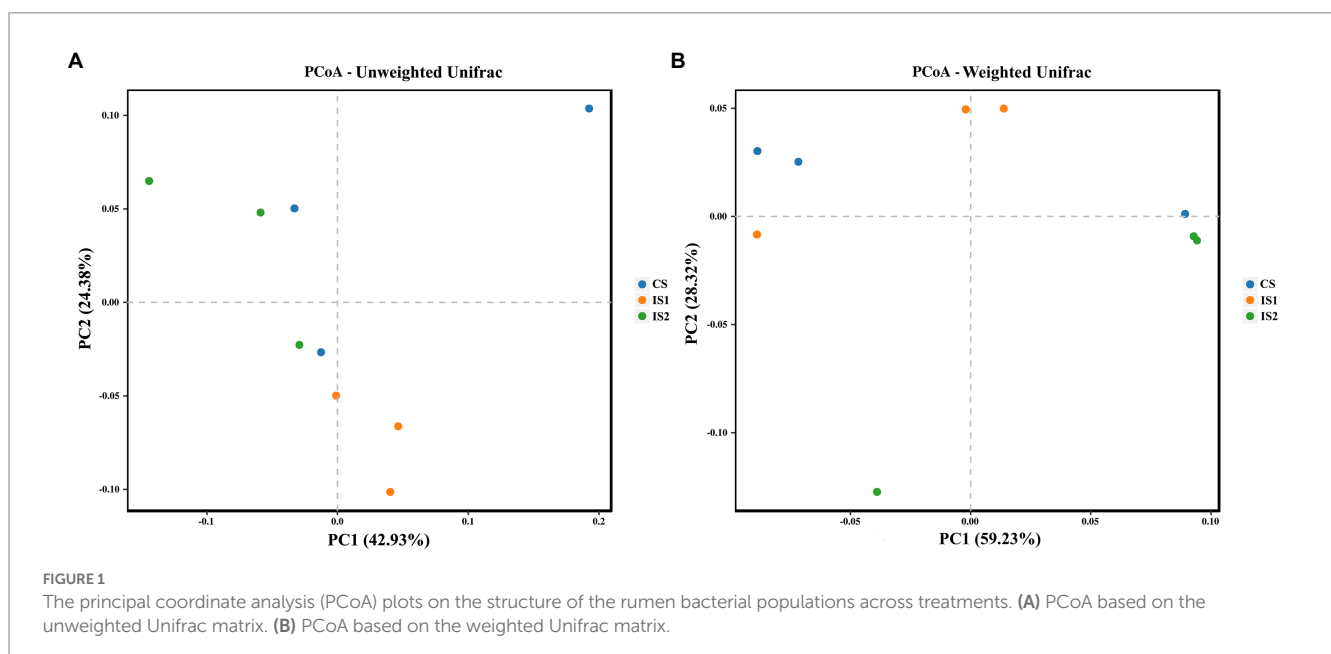 A
PCoA - Unweighted Unifrac
0.10
0.05
0.00
-0.05
-0.10
PC2 (24.38%)
-0.1
0.0
0.1
0.2
PC1 (42.93%)
CS
IS1
IS2
B
PCoA - Weighted Unifrac
0.05
0.00
-0.05
-0.10
PC2 (28.32%)
-0.05
0.00
0.05
0.10
PC1 (59.23%)
CS
IS1
IS2
FIGURE 1
The principal coordinate analysis (PCoA) plots on the structure of the rumen bacterial populations across treatments. (A) PCoA based on the
unweighted Unifrac matrix. (B) PCoA based on the weighted Unifrac matrix.